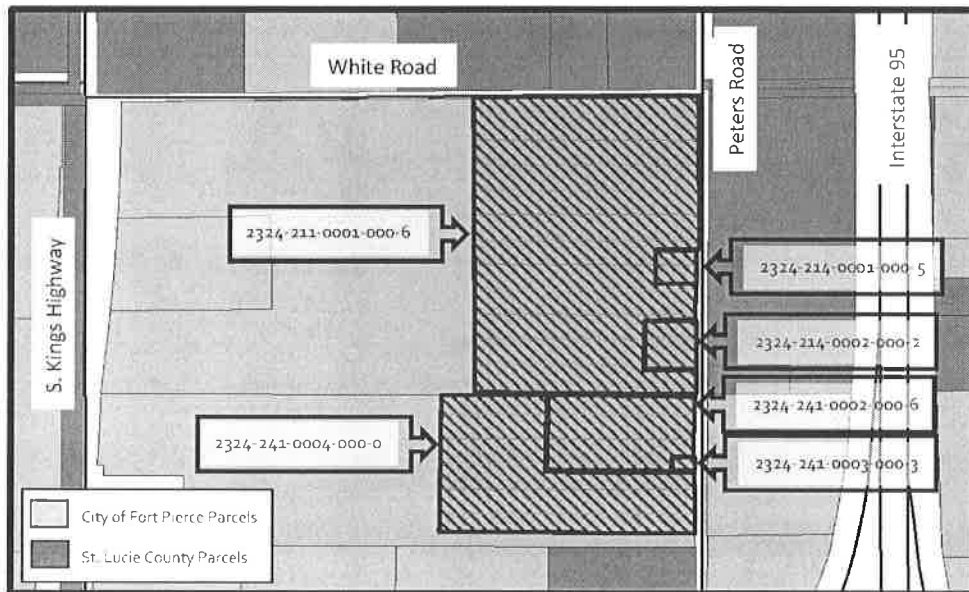 White Road
Peters Road
Interstate 95
S. Kings Highway
2324-211-0001-000-6
2324-214-0001-000-5
2324-214-0002-000-2
2324-241-0002-000-6
2324-241-0004-000-0
2324-241-0003-000-3
City of Fort Pierce Parcels
St. Lucie County Parcels